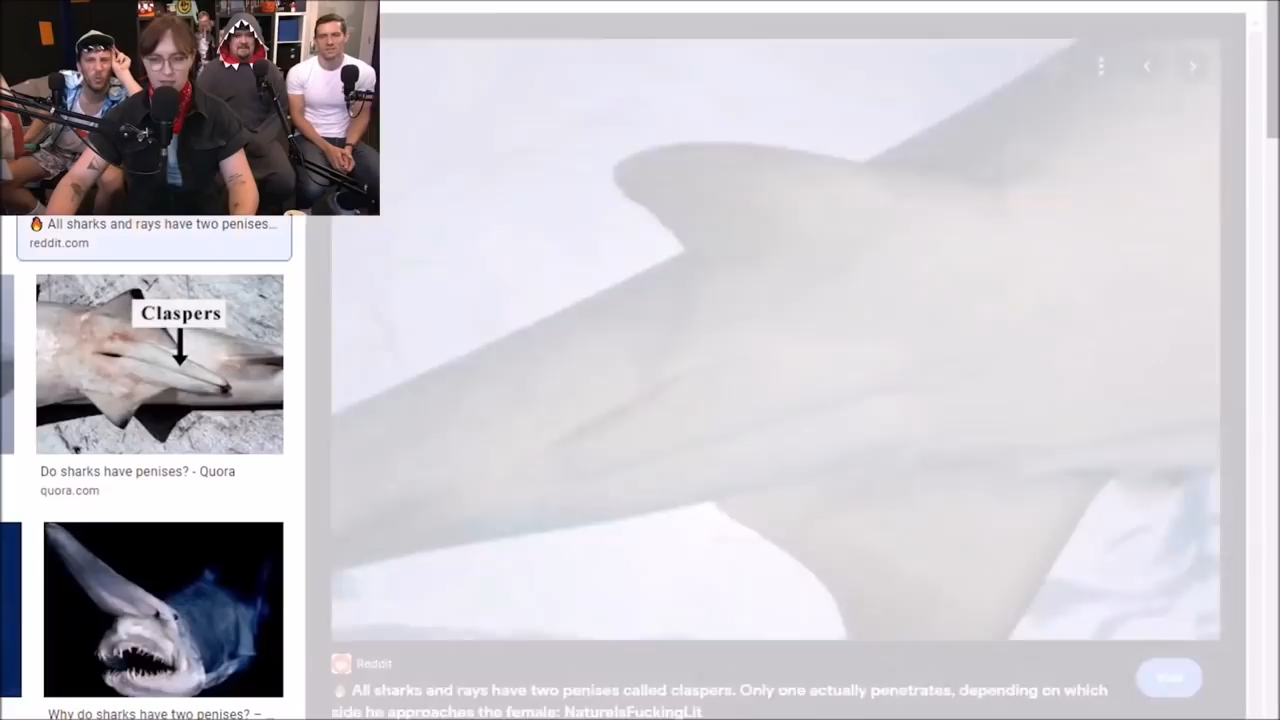 🔥 All sharks and rays have two penises...
reddit.com
Claspers
Do sharks have penises? - Quora
quora.com
Why do sharks have two penises? – ...
Reddit
🔥 All sharks and rays have two penises called claspers. Only one actually penetrates, depending on which
side he approaches the female: NatureIsFuckingLit